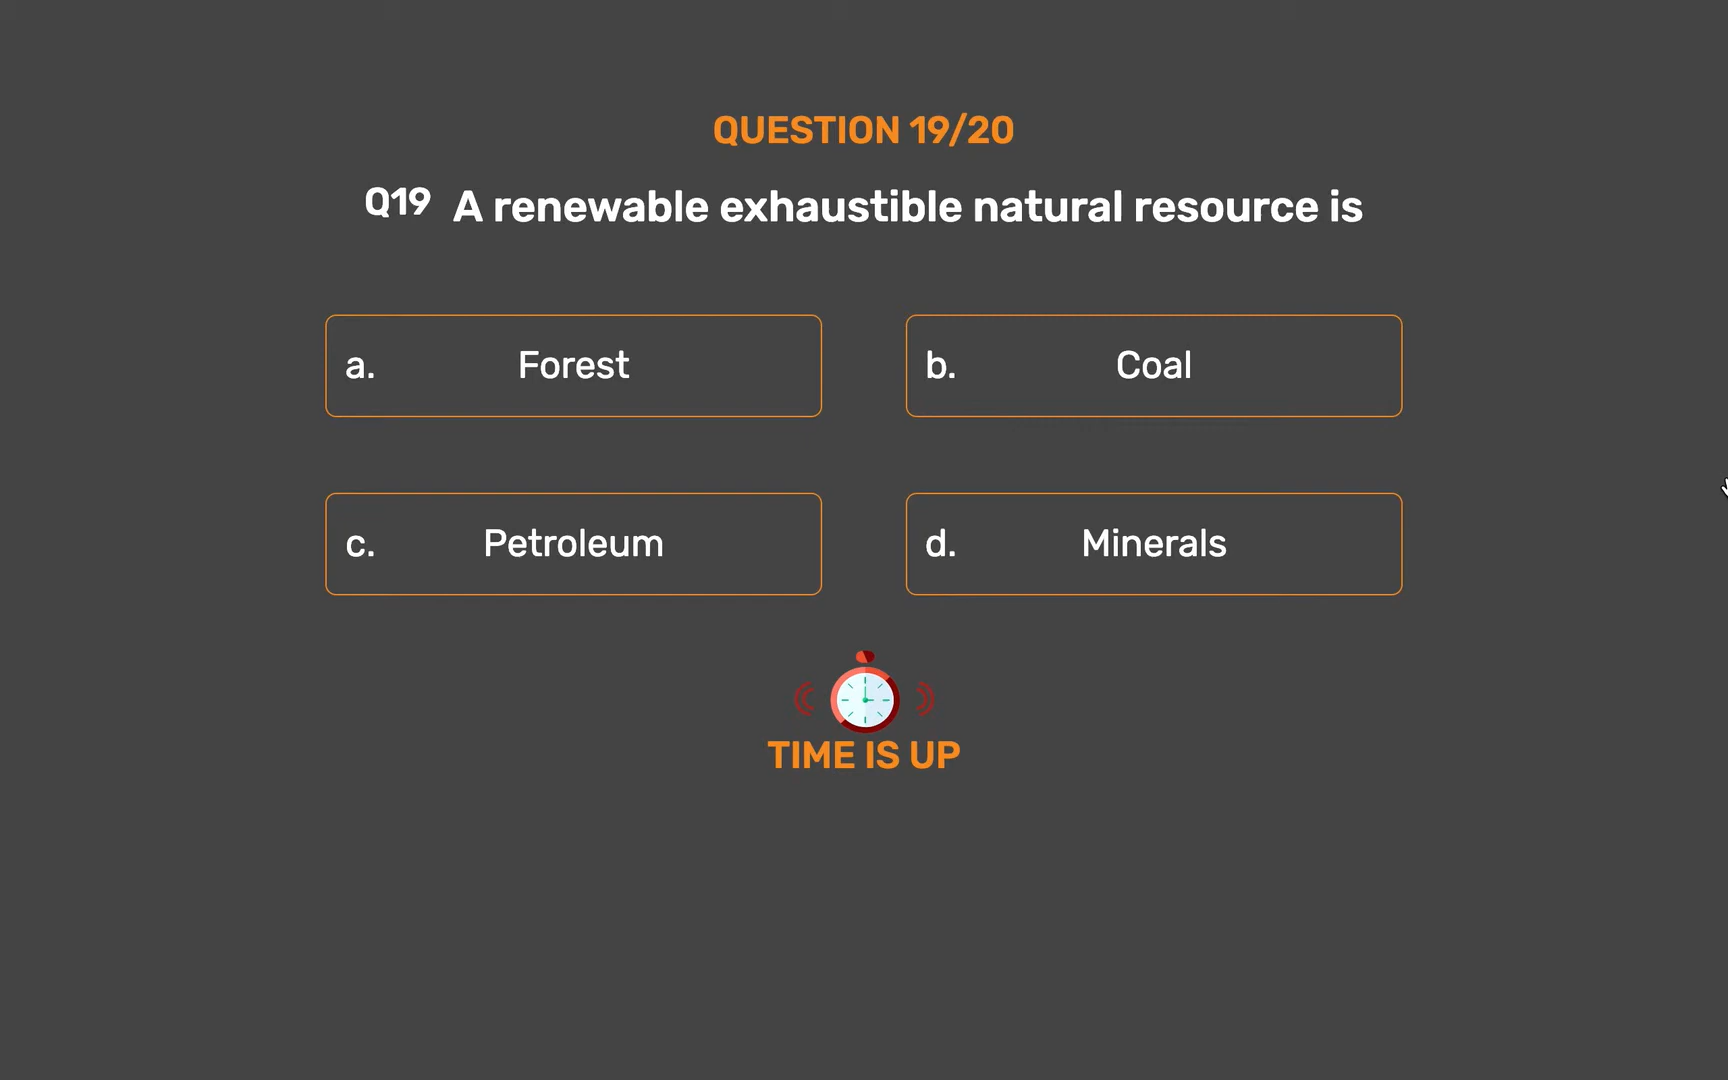 QUESTION 19/20
Q19 A renewable exhaustible natural resource is
a. Forest
b. Coal
c. Petroleum
d. Minerals
TIME IS UP